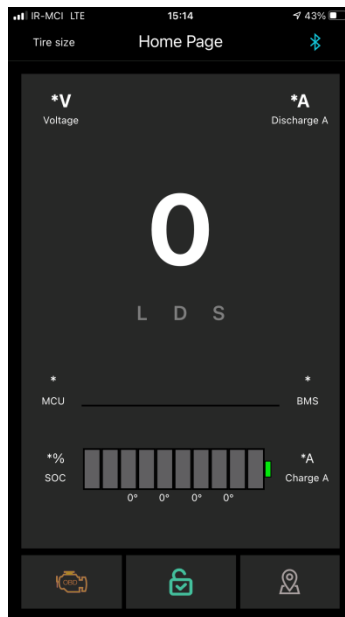 IR-MCI LTE 15:14 43%
Tire size Home Page
*V *A
Voltage Discharge A
0
L D S
* *
MCU BMS
*% *A
SOC Charge A
0° 0° 0° 0°
OBD